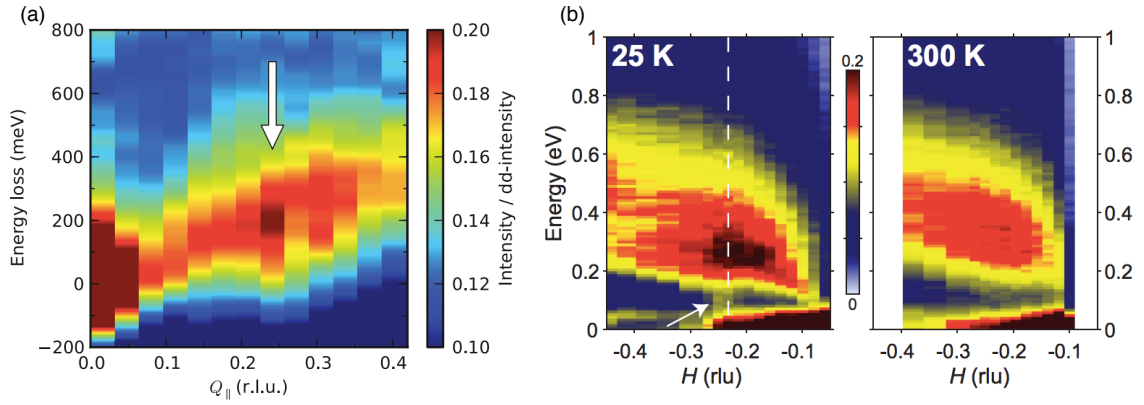 (a)
800
600
400
200
0
−200
Energy loss (meV)
0.0 0.1 0.2 0.3 0.4
Q∥ (r.l.u.)
0.20
0.18
0.16
0.14
0.12
0.10
Intensity / dd-intensity
(b)
25 K
300 K
1
0.8
0.6
0.4
0.2
0
Energy (eV)
0.2
0
-0.4 -0.3 -0.2 -0.1
H (rlu)
-0.4 -0.3 -0.2 -0.1
H (rlu)
1
0.8
0.6
0.4
0.2
0